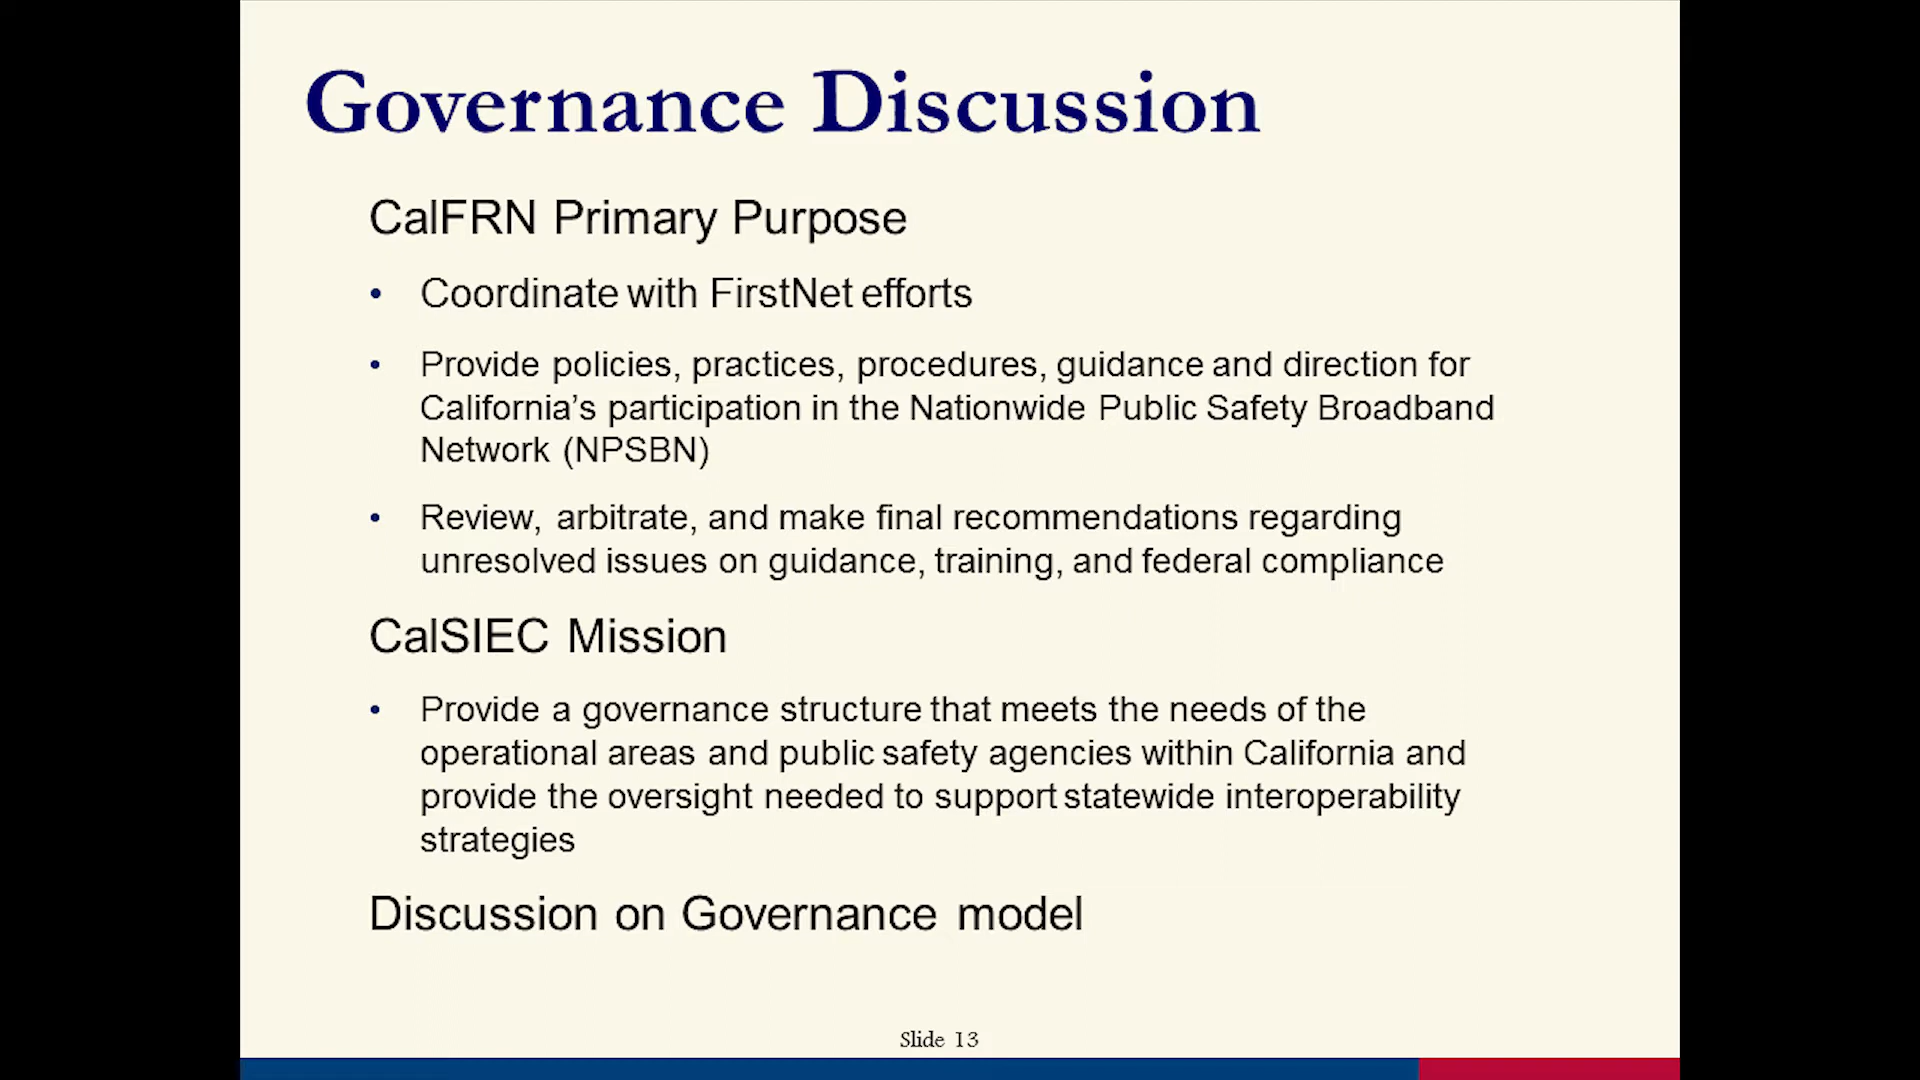 Governance Discussion
CalFRN Primary Purpose
• Coordinate with FirstNet efforts
• Provide policies, practices, procedures, guidance and direction for
California’s participation in the Nationwide Public Safety Broadband
Network (NPSBN)
• Review, arbitrate, and make final recommendations regarding
unresolved issues on guidance, training, and federal compliance
CalSIEC Mission
• Provide a governance structure that meets the needs of the
operational areas and public safety agencies within California and
provide the oversight needed to support statewide interoperability
strategies
Discussion on Governance model
Slide 13